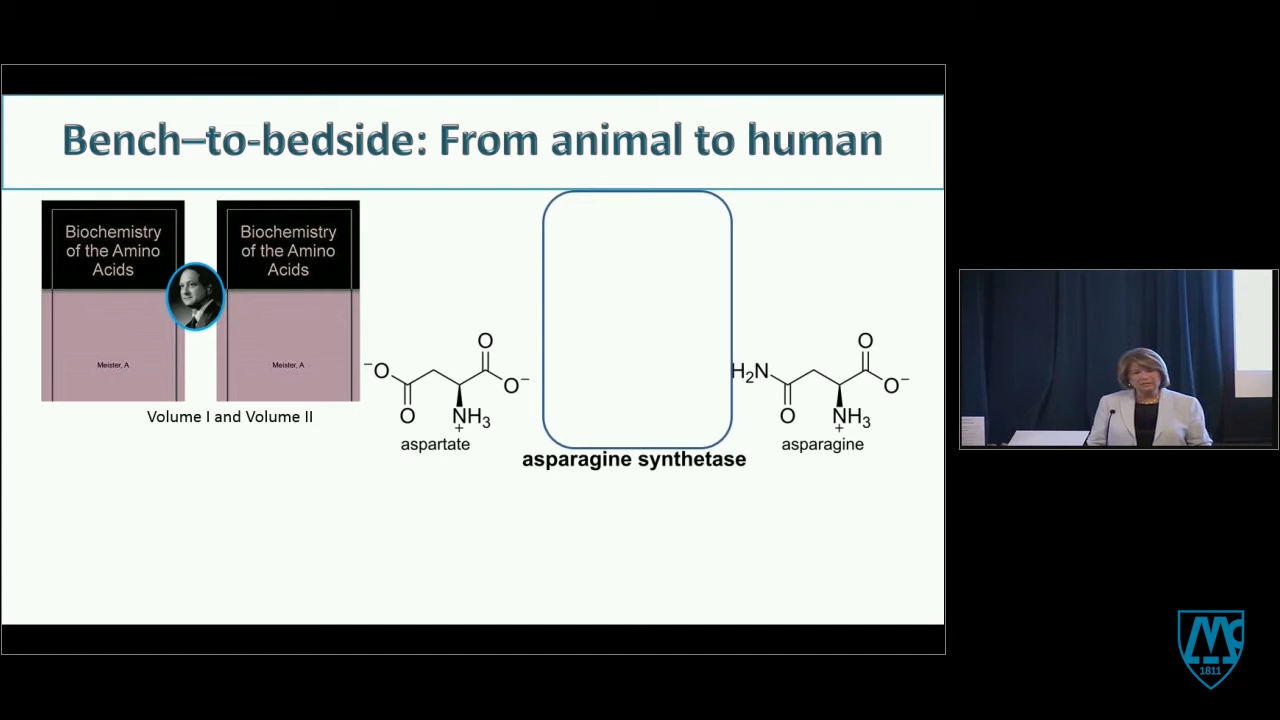 Bench–to-bedside: From animal to human
Biochemistry
of the Amino
Acids
Meister, A
Biochemistry
of the Amino
Acids
Meister, A
Volume I and Volume II
⁻O
O
O
O⁻
NH₃
+
aspartate
asparagine synthetase
H₂N
O
O
O⁻
NH₃
+
asparagine
1811